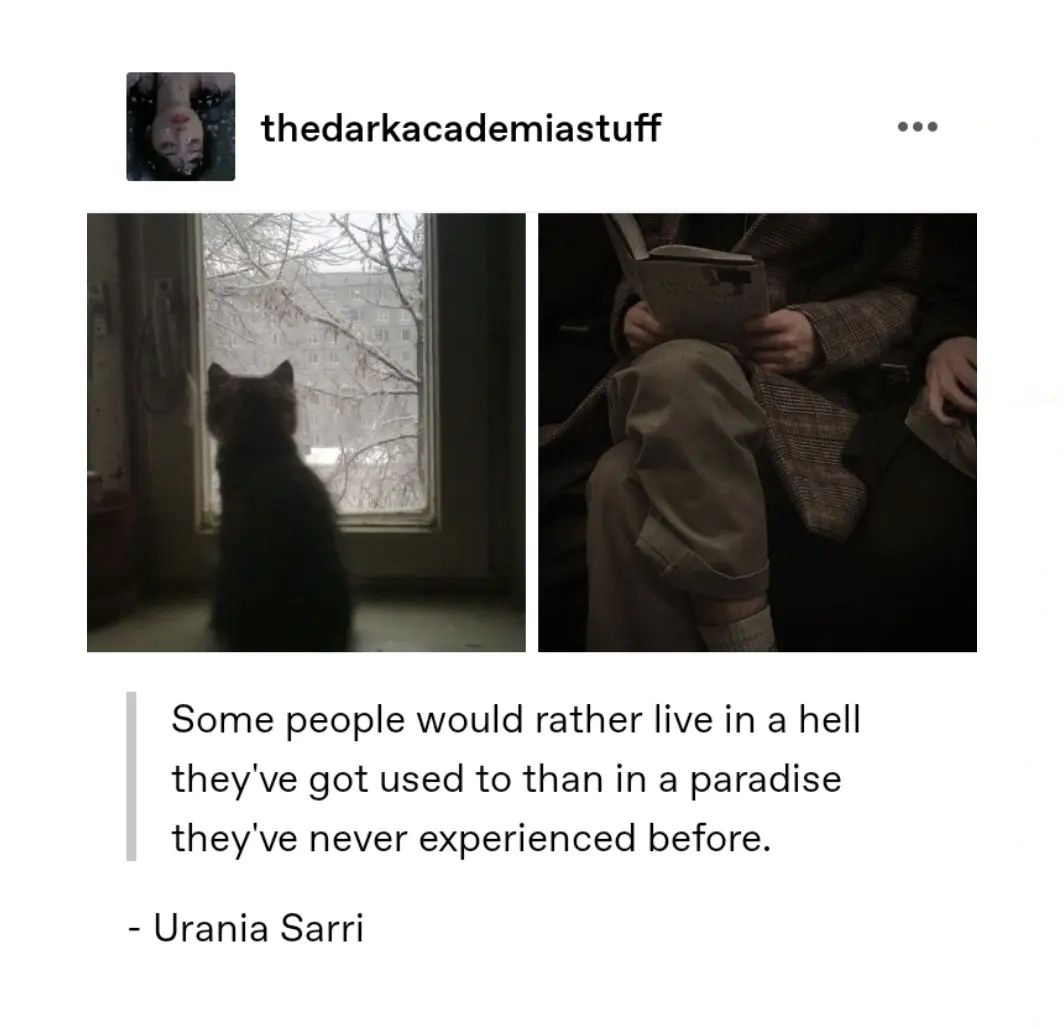 thedarkacademiastuff
Some people would rather live in a hell
they've got used to than in a paradise
they've never experienced before.
- Urania Sarri